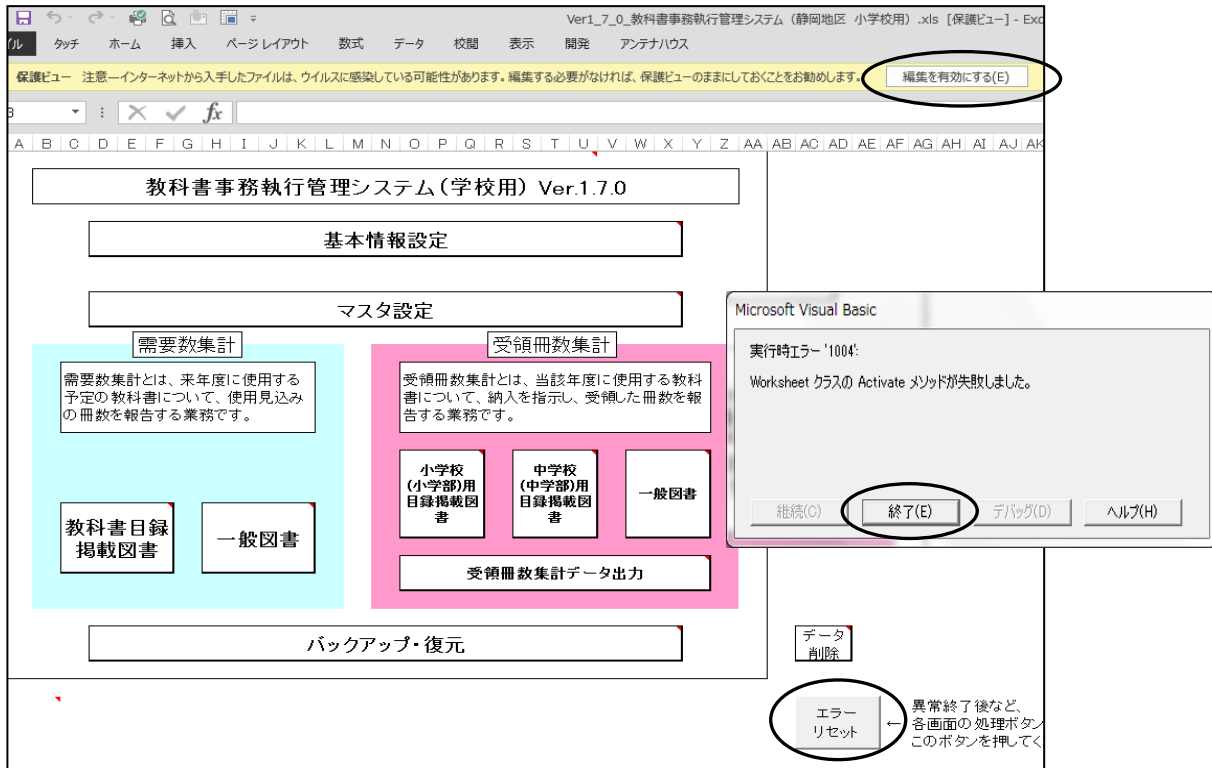 Ver1_7_0_教科書事務執行管理システム（静岡地区 小学校用）.xls [保護ビュー] - Exc
イル タッチ ホーム 挿入 ページ レイアウト 数式 データ 校閲 表示 開発 アンテナハウス
保護ビュー 注意―インターネットから入手したファイルは、ウイルスに感染している可能性があります。編集する必要がなければ、保護ビューのままにしておくことをお勧めします。 編集を有効にする(E)
fx
A B C D E F G H I J K L M N O P Q R S T U V W X Y Z AA AB AC AD AE AF AG AH AI AJ AK
教科書事務執行管理システム(学校用) Ver.1.7.0
基本情報設定
マスタ設定
需要数集計
需要数集計とは、来年度に使用する
予定の教科書について、使用見込み
の冊数を報告する業務です。
教科書目録
掲載図書
一般図書
受領冊数集計
受領冊数集計とは、当該年度に使用する教科
書について、納入を指示し、受領した冊数を報
告する業務です。
小学校
(小学部)用
目録掲載図
書
中学校
(中学部)用
目録掲載図
書
一般図書
受領冊数集計データ出力
バックアップ・復元
Microsoft Visual Basic
実行時エラー '1004':
Worksheet クラスの Activate メソッドが失敗しました。
継続(C) 終了(E) デバッグ(D) ヘルプ(H)
データ
削除
エラー
リセット
← 異常終了後など、
各画面の処理ボタン
このボタンを押してく